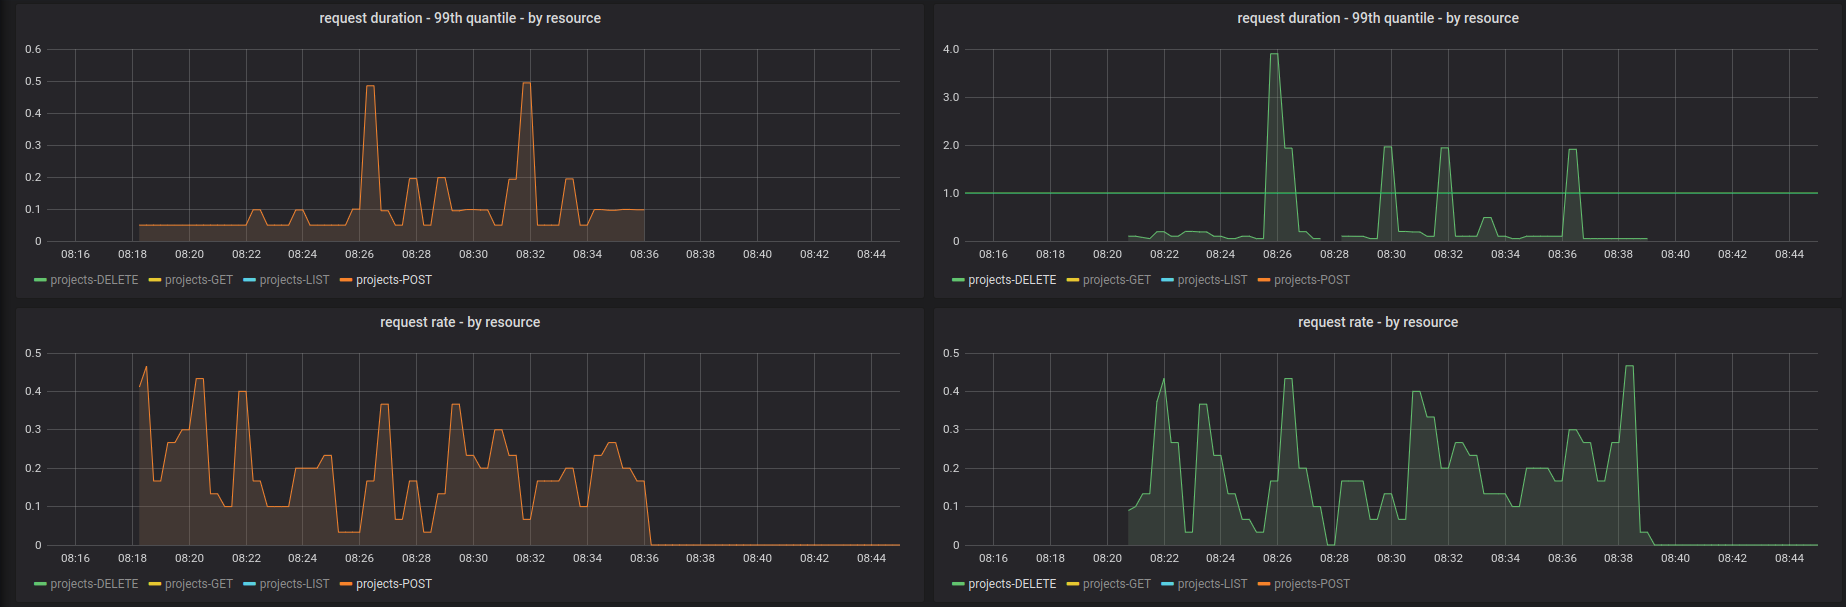 request duration - 99th quantile - by resource
0.6
0.5
0.4
0.3
0.2
0.1
0
08:16 08:18 08:20 08:22 08:24 08:26 08:28 08:30 08:32 08:34 08:36 08:38 08:40 08:42 08:44
projects-DELETE projects-GET projects-LIST projects-POST
request duration - 99th quantile - by resource
4.0
3.0
2.0
1.0
0
08:16 08:18 08:20 08:22 08:24 08:26 08:28 08:30 08:32 08:34 08:36 08:38 08:40 08:42 08:44
projects-DELETE projects-GET projects-LIST projects-POST
request rate - by resource
0.5
0.4
0.3
0.2
0.1
0
08:16 08:18 08:20 08:22 08:24 08:26 08:28 08:30 08:32 08:34 08:36 08:38 08:40 08:42 08:44
projects-DELETE projects-GET projects-LIST projects-POST
request rate - by resource
0.5
0.4
0.3
0.2
0.1
0
08:16 08:18 08:20 08:22 08:24 08:26 08:28 08:30 08:32 08:34 08:36 08:38 08:40 08:42 08:44
projects-DELETE projects-GET projects-LIST projects-POST